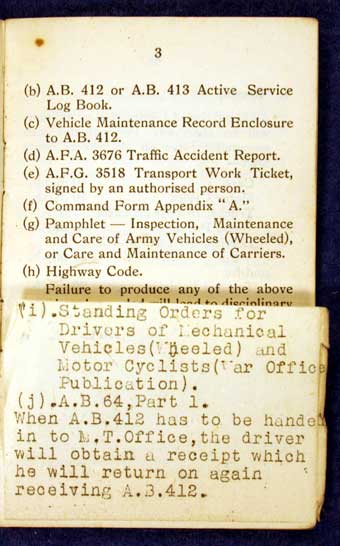 3
(b) A.B. 412 or A.B. 413 Active Service
Log Book.
(c) Vehicle Maintenance Record Enclosure
to A.B. 412.
(d) A.F.A. 3676 Traffic Accident Report.
(e) A.F.G. 3518 Transport Work Ticket,
signed by an authorised person.
(f) Command Form Appendix "A."
(g) Pamphlet — Inspection, Maintenance
and Care of Army Vehicles (Wheeled),
or Care and Maintenance of Carriers.
(h) Highway Code.
Failure to produce any of the above
will lead to disciplinary
(i).Standing Orders for
Drivers of Mechanical
Vehicles(Wheeled) and
Motor Cyclists(War Office
Publication).
(j).A.B.64,Part 1.
When A.B.412 has to be handed
in to M.T.Office,the driver
will obtain a receipt which
he will return on again
receiving A.B.412.